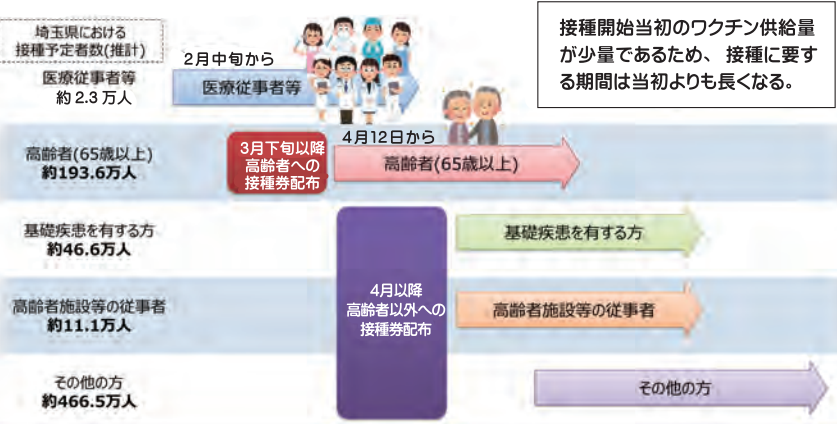 埼玉県における
接種予定者数(推計)
医療従事者等
約2.3万人
2月中旬から
医療従事者等
接種開始当初のワクチン供給量
が少量であるため、接種に要す
る期間は当初よりも長くなる。
高齢者(65歳以上)
約193.6万人
3月下旬以降
高齢者への
接種券配布
4月12日から
高齢者(65歳以上)
基礎疾患を有する方
約46.6万人
基礎疾患を有する方
4月以降
高齢者以外への
接種券配布
高齢者施設等の従事者
約11.1万人
高齢者施設等の従事者
その他の方
約466.5万人
その他の方